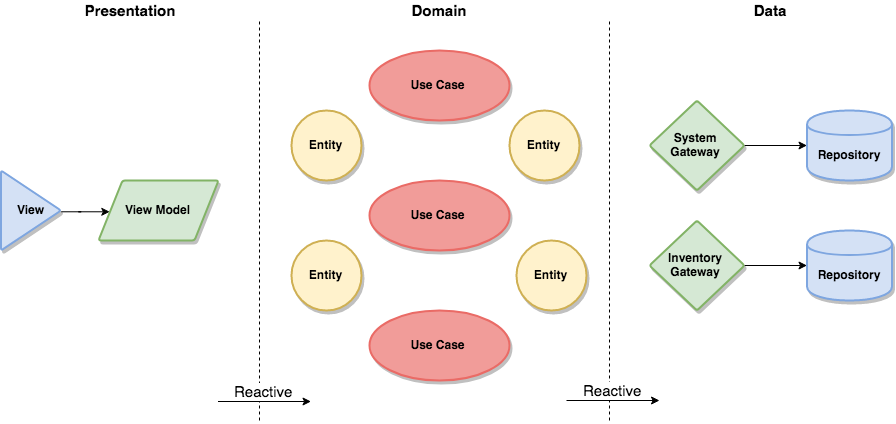 Presentation
Domain
Data
Use Case
Entity
Entity
System
Gateway
Repository
View
View Model
Use Case
Entity
Entity
Inventory
Gateway
Repository
Use Case
Reactive
Reactive